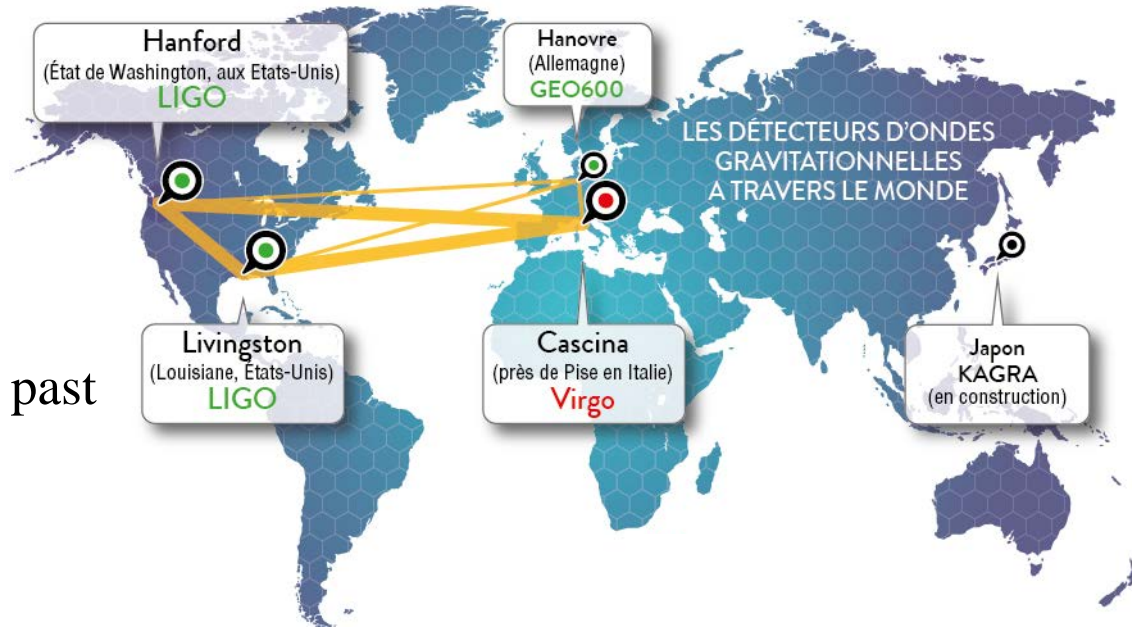 Hanford
(État de Washington, aux Etats-Unis)
LIGO
Hanovre
(Allemagne)
GEO600
LES DÉTECTEURS D'ONDES
GRAVITATIONNELLES
A TRAVERS LE MONDE
Livingston
(Louisiane, États-Unis)
LIGO
Cascina
(près de Pise en Italie)
Virgo
Japon
KAGRA
(en construction)
past